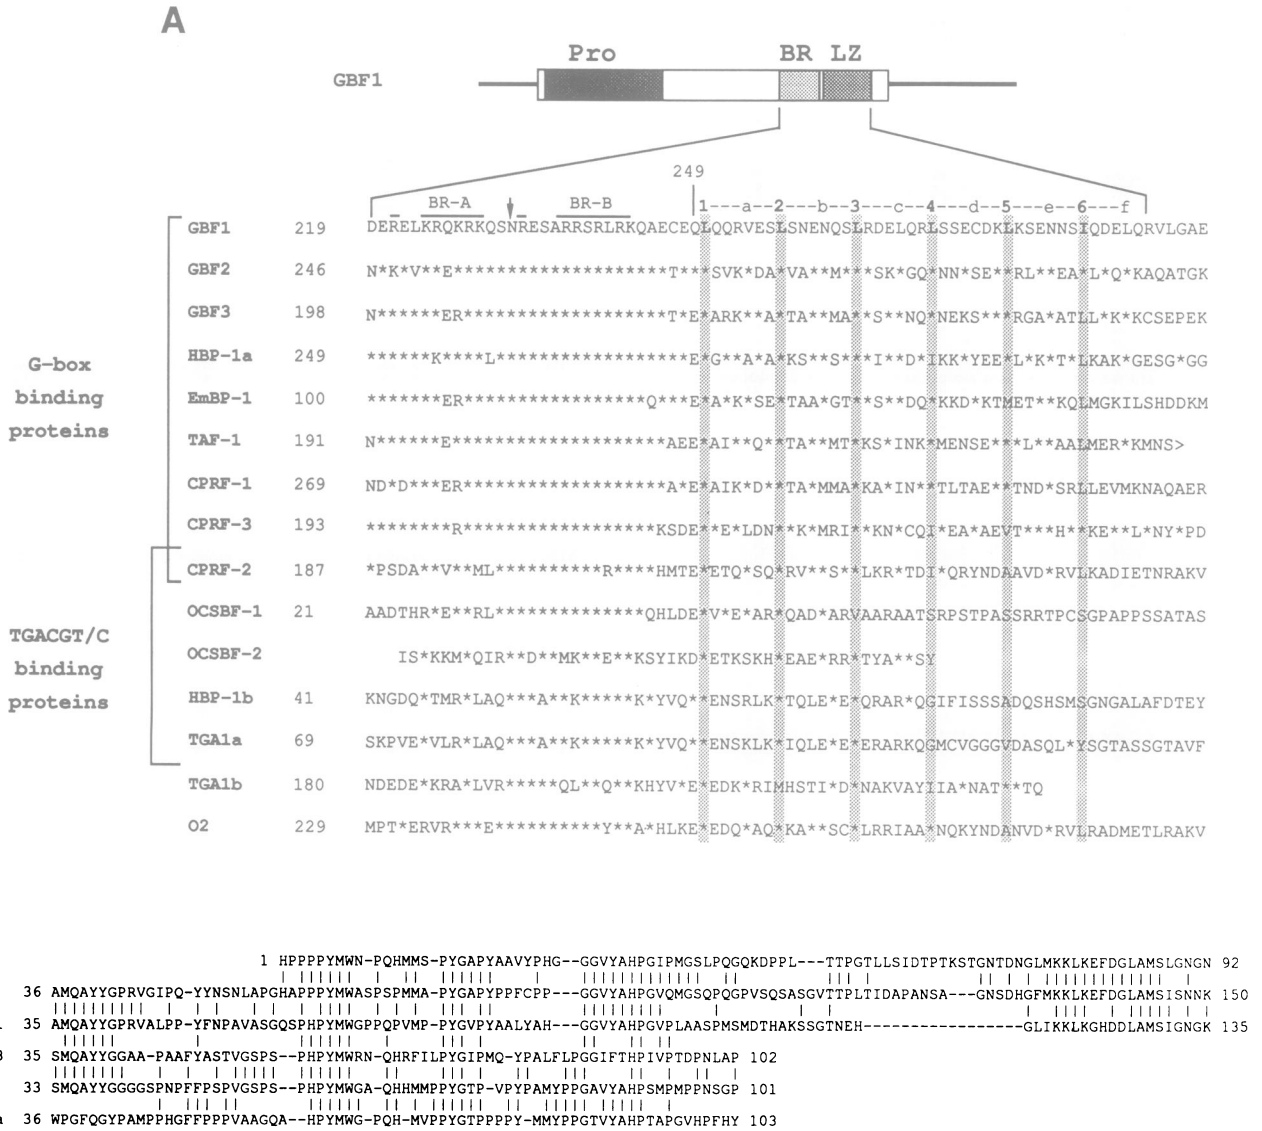 A
Pro BR LZ
GBF1
249
BR-A BR-B 1---a--2---b--3---c--4---d--5---e--6---f
GBF1 219 DERELKRQKRKQSNRESARRSRLRKQAECEQLQQRVESLSNENQSLRDELQRLSSECDKLKSENNSIQDELQRVLGAE
GBF2 246 N*K*V**E***********************T***SVK*DA*VA**M***SK*GQ*NN*SE**RL**EA*L*Q*KAQATGK
GBF3 198 N*******ER*********************T*E*ARK**A*TA**MA**S**NQ*NEKS***RGA*ATLL*K*KCSEPEK
HBP-1a 249 *******K****L******************E*G**A*A*KS**S***I**D*IKK*YEE*L*K*T*LKAK*GESG*GG
G-box
binding
proteins
EmBP-1 100 ********ER*****************Q***E*A*K*SE*TAA*GT**S**DQ*KKD*KTMET**KQLMGKILSHDDKM
TAF-1 191 N*******E********************AEE*AI**Q**TA**MT*KS*INK*MENSE***L**AALMER*KMNS>
CPRF-1 269 ND*D***ER*********************A*E*AIK*D**TA*MMA*KA*IN**TLTAE**TND*SRLLEVMKNAQAER
CPRF-3 193 *********R*******************KSDE**E*LDN**K*MRI**KN*CQI*EA*AEVT***H**KE**L*NY*PD
CPRF-2 187 *PSDA**V**ML***********R****HMTE*ETQ*SQ*RV**S**LKR*TDI*QRYNDAAVD*RVLKADIETNRAKV
OCSBF-1 21 AADTHR*E**RL***************QHLDE*V*E*AR*QAD*ARVAARAATSRPSTPASSRRTPCSGPAPPSSATAS
TGACGT/C
binding
proteins
OCSBF-2 IS*KKM*QIR**D**MK**E**KSYIKD*ETKSKH*EAE*RR*TYA**SY
HBP-1b 41 KNGDQ*TMR*LAQ***A**K*****K*YVQ**ENSRLK*TQLE*E*QRAR*QGIFISSSADQSHSMSGNGALAFDTEY
TGA1a 69 SKPVE*VLR*LAQ***A**K*****K*YVQ**ENSKLK*IQLE*E*ERARKQGMCVGGGVDASQL*YSGTASSGTAVF
TGA1b 180 NDEDE*KRA*LVR*****QL**Q**KHYV*E*EDK*RIMHSTI*D*NAKVAYIIA*NAT**TQ
O2 229 MPT*ERVR***E**********Y**A*HLKE*EDQ*AQ*KA**SC*LRRIAA*NQKYNDANVD*RVLRADMETLRAKV
1 HPPPPYMWN-PQHMMS-PYGAPYAAVYPHG--GGVYAHPGIPMGSLPQGQKDPPL---TTPGTLLSIDTPTKSTGNTDNGLMKKLKEFDGLAMSLGNGN 92
36 AMQAYYGPRVGIPQ-YYNSNLAPGHAPPPYMWASPSPMMA-PYGAPYPPFCPP---GGVYAHPGVQMGSQPQGPVSQSASGVTTPLTIDAPANSA---GNSDHGFMKKLKEFDGLAMSISNNK 150
35 AMQAYYGPRVALPP-YFNPAVASGQSPHPYMWGPPQPVMP-PYGVPYAALYAH---GGVYAHPGVPLAASPMSMDTHAKSSGTNEH-----------------GLIKKLKGHDDLAMSIGNGK 135
35 SMQAYYGGAA-PAAFYASTVGSPS--PHPYMWRN-QHRFILPYGIPMQ-YPALFLPGGIFTHPIVPTDPNLAP 102
33 SMQAYYGGGGSPNPFFPSPVGSPS--PHPYMWGA-QHHMMPPYGTP-VPYPAMYPPGAVYAHPSMPMPPNSGP 101
a 36 WPGFQGYPAMPPHGFFPPPVAAGQA--HPYMWG-PQH-MVPPYGTPPPPY-MMYPPGTVYAHPTAPGVHPFHY 103